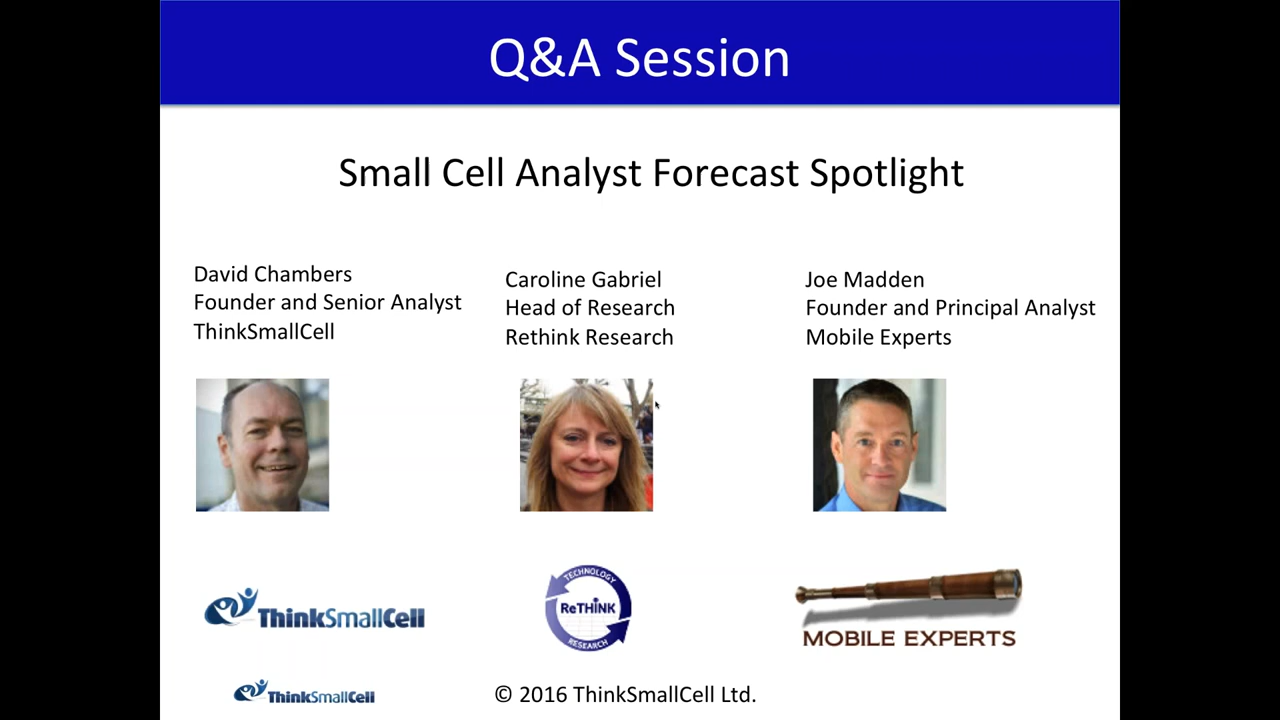 Q&A Session
Small Cell Analyst Forecast Spotlight
David Chambers
Founder and Senior Analyst
ThinkSmallCell
Caroline Gabriel
Head of Research
Rethink Research
Joe Madden
Founder and Principal Analyst
Mobile Experts
ThinkSmallCell
TECHNOLOGY
ReTHINK
RESEARCH
MOBILE EXPERTS
ThinkSmallCell
© 2016 ThinkSmallCell Ltd.